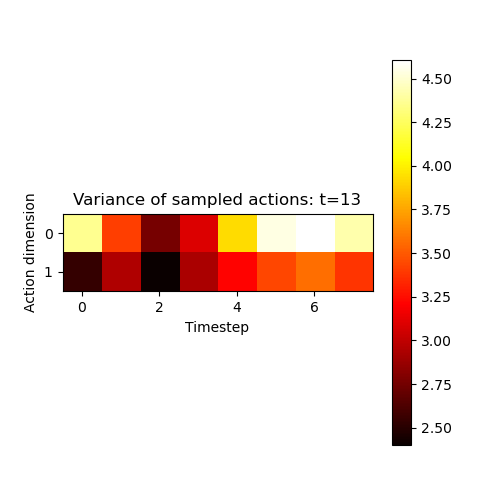 Variance of sampled actions: t=13
Action dimension
0
1
0 2 4 6
Timestep
4.50
4.25
4.00
3.75
3.50
3.25
3.00
2.75
2.50